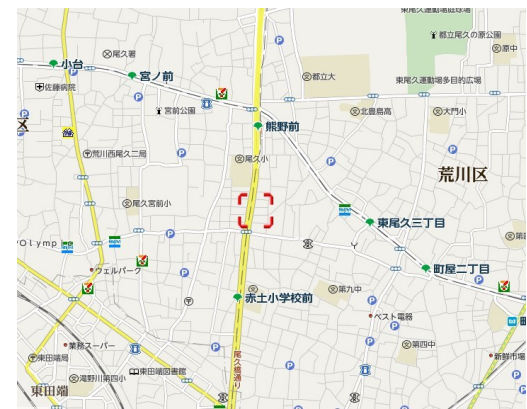 東尾久運動場庭球場
都立尾久の原公園
尾久署
原中
小台
宮ノ前
都立大
東尾久運動場多目的広場
佐藤病院
宮前公園
北豊島高
大門小
熊野前
荒川西尾久二局
尾久小
荒川区
尾久宮前小
東尾久三丁目
Olymp
ウェルパーク
町屋二丁目
赤土小学校前
第九中
ベスト電器
業務スーパー
尾久橋通り
第四中
東田端局
東田端図書館
新鮮市場
滝野川第四小
東田端